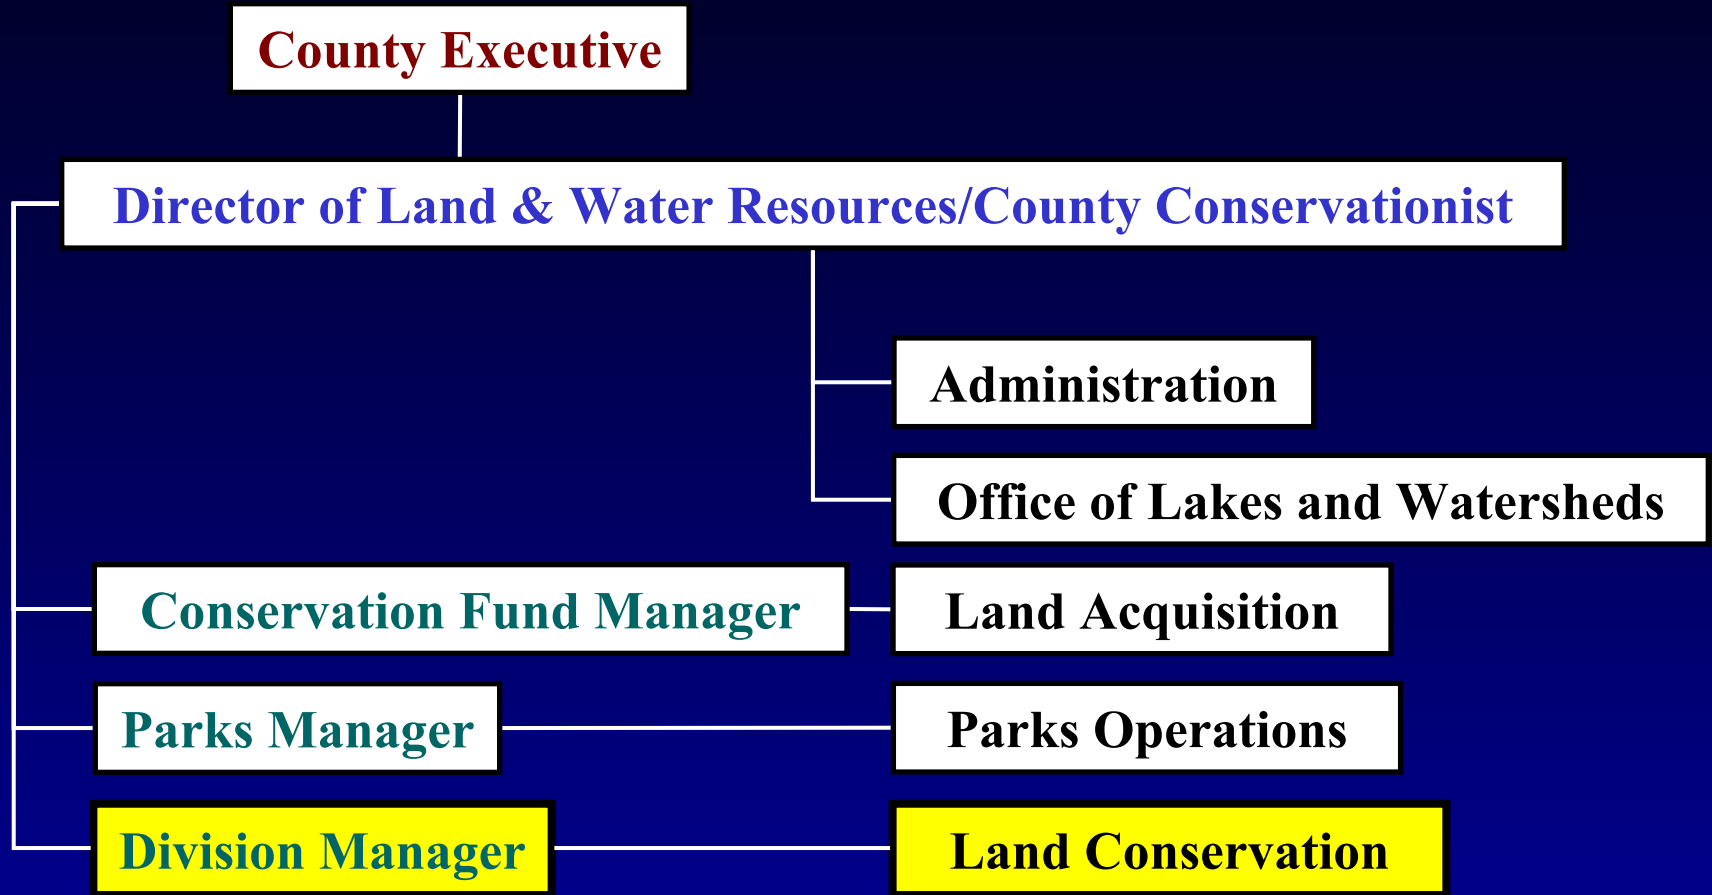 County Executive
Director of Land & Water Resources/County Conservationist
Administration
Office of Lakes and Watersheds
Conservation Fund Manager
Land Acquisition
Parks Manager
Parks Operations
Division Manager
Land Conservation